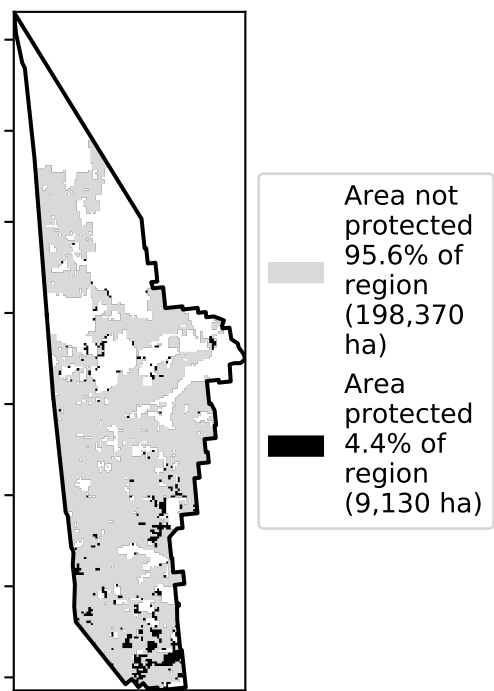 Area not
protected
95.6% of
region
(198,370
ha)
Area
protected
4.4% of
region
(9,130 ha)